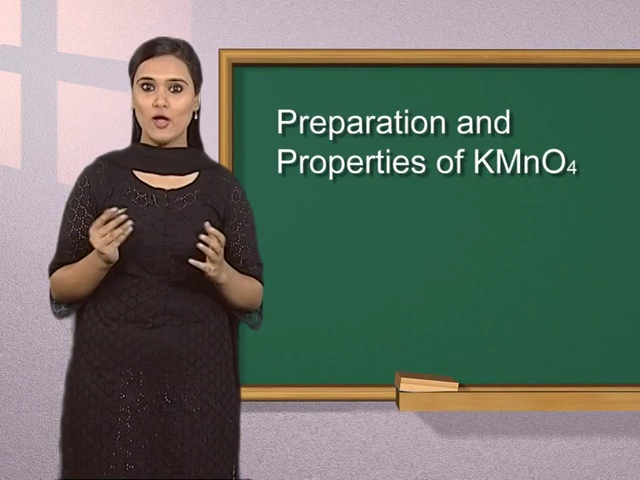 Preparation and
Properties of KMnO₄